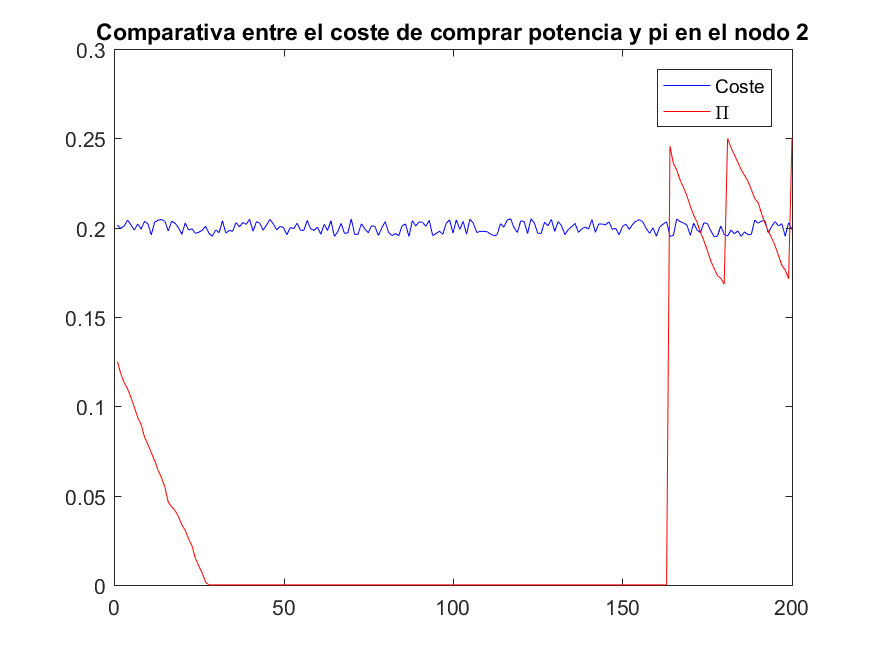 Comparativa entre el coste de comprar potencia y pi en el nodo 2
0.3
0.25
0.2
0.15
0.1
0.05
0
0 50 100 150 200
Coste
Π